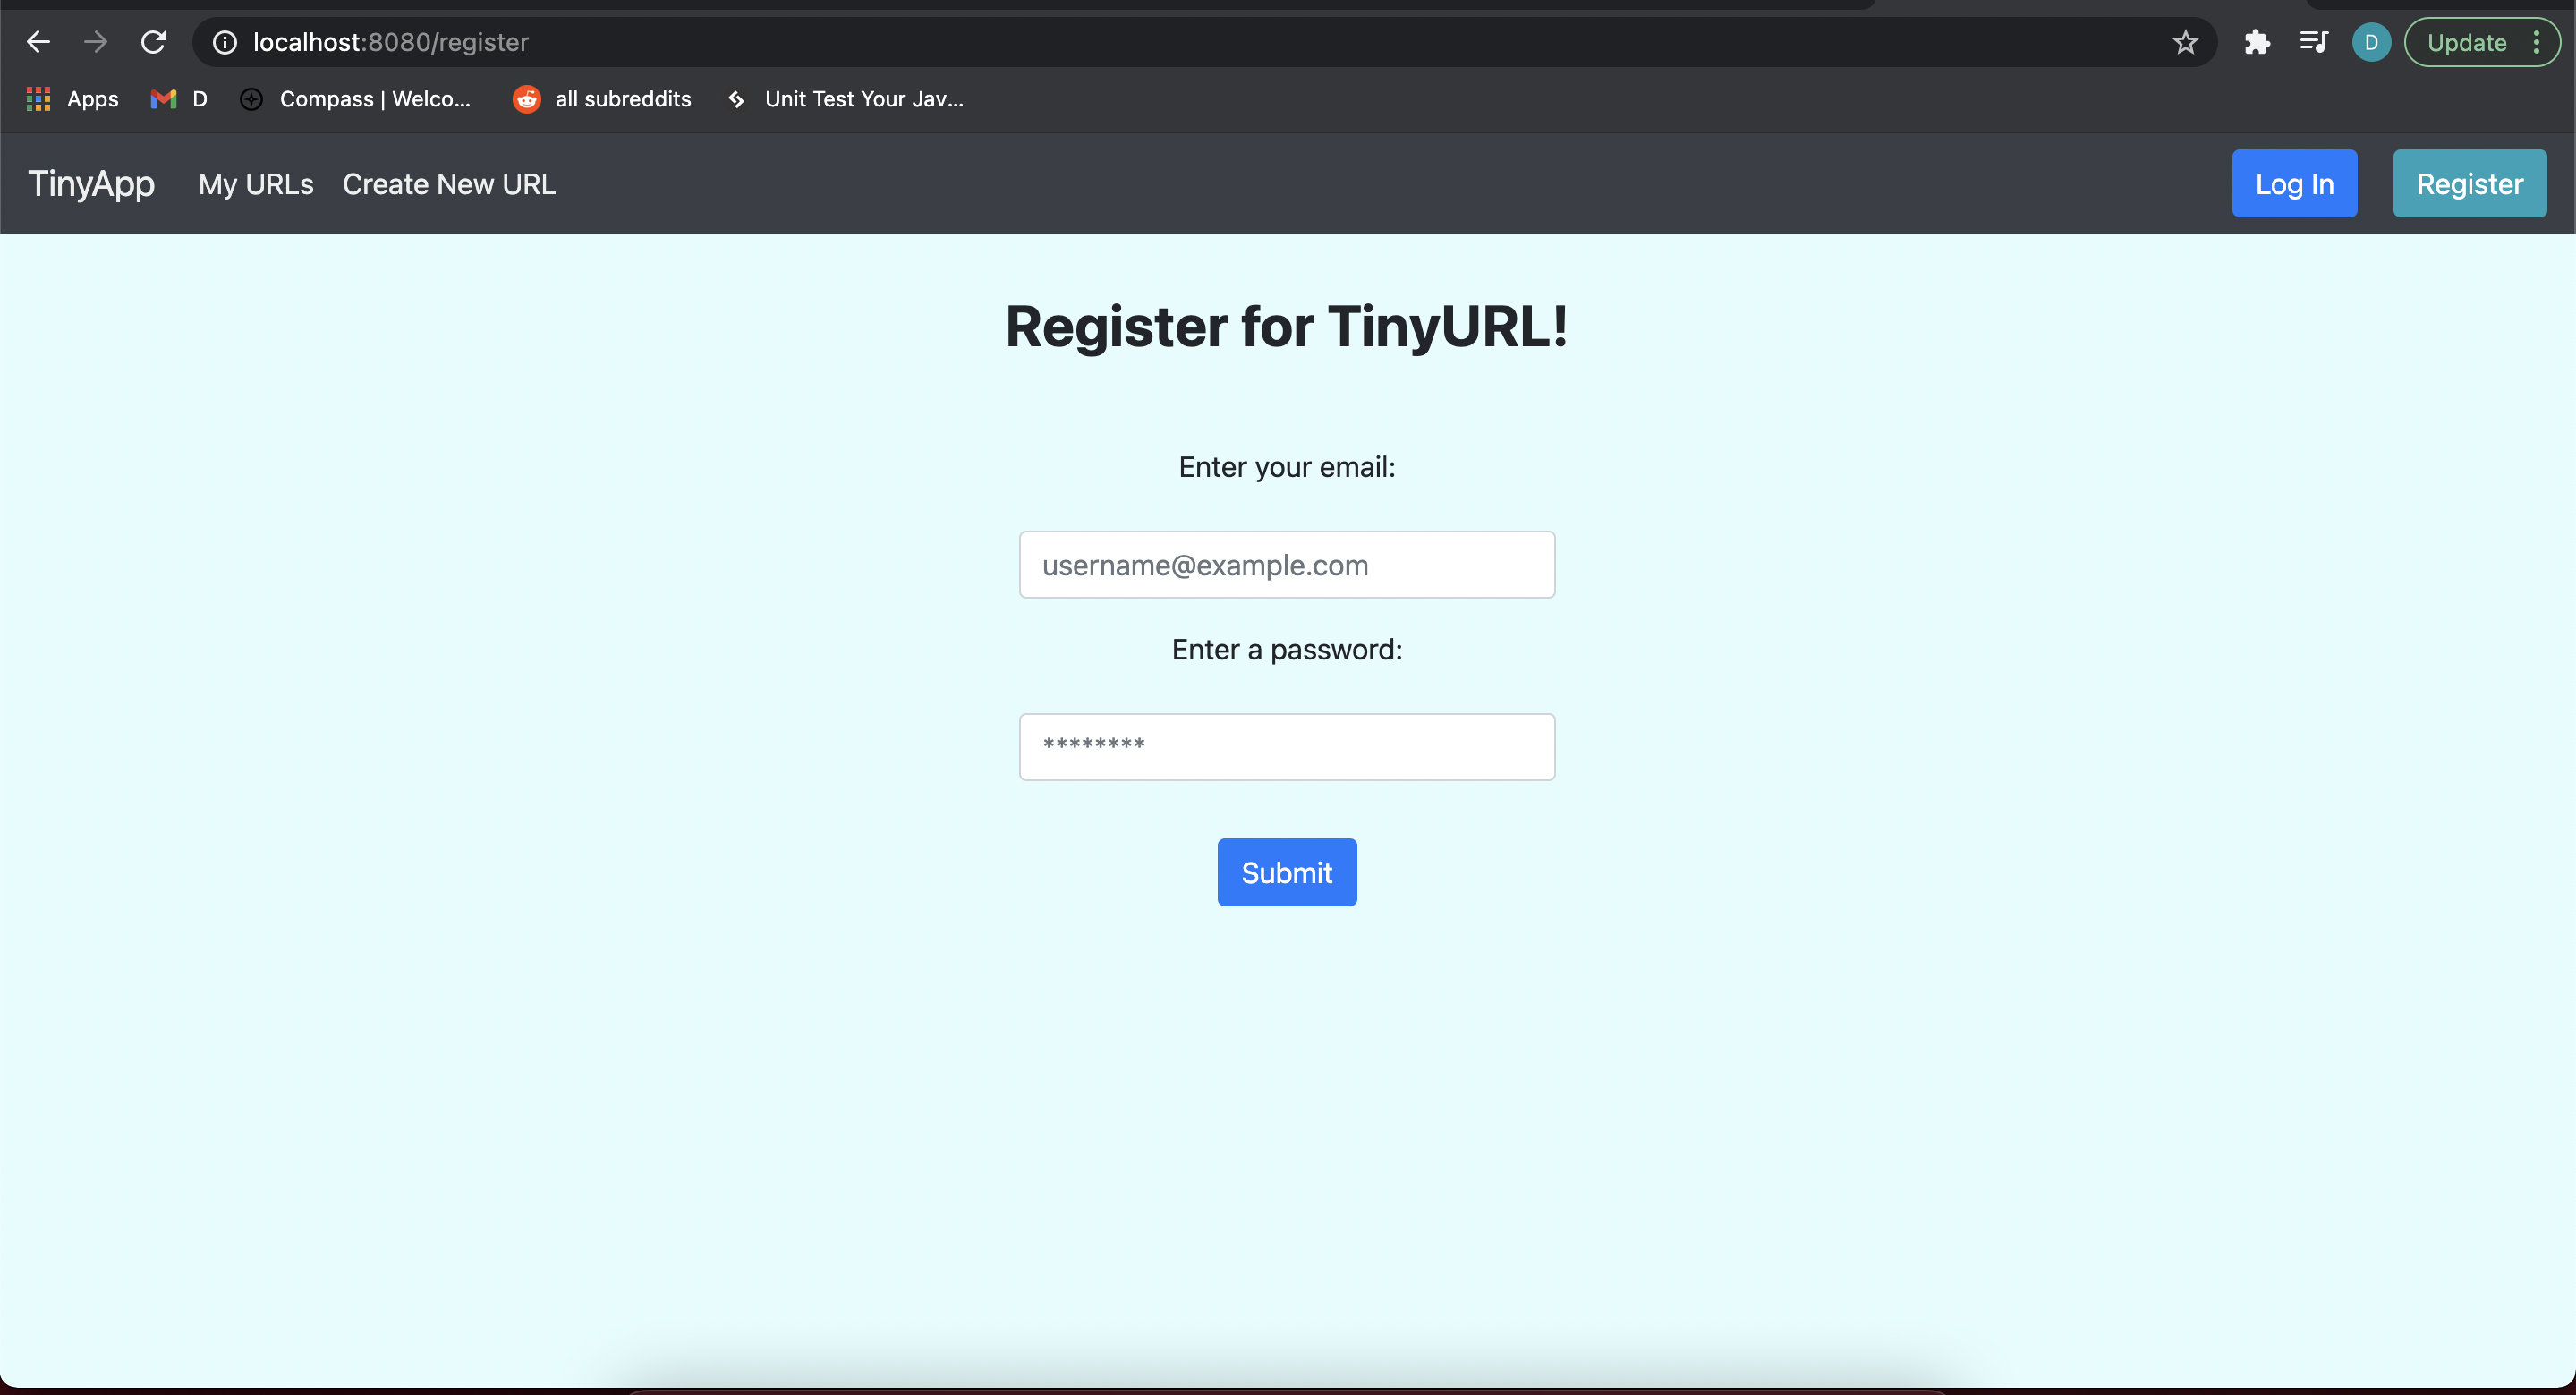 localhost:8080/register
D
Update
Apps
D
Compass | Welco...
all subreddits
Unit Test Your Jav...
TinyApp
My URLs
Create New URL
Log In
Register
Register for TinyURL!
Enter your email:
username@example.com
Enter a password:
********
Submit